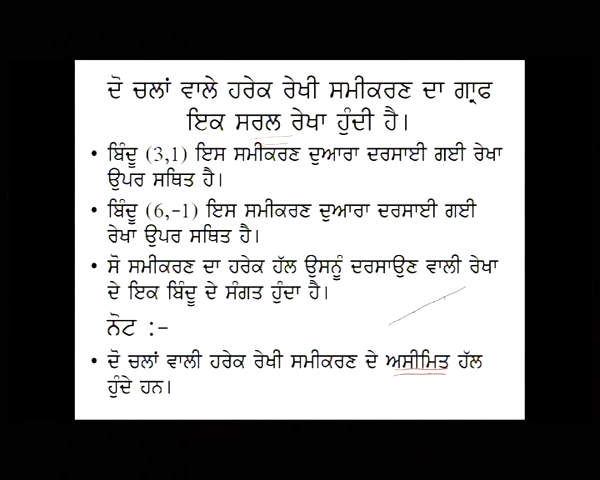 ਦੋ ਚਲਾਂ ਵਾਲੇ ਹਰੇਕ ਰੇਖੀ ਸਮੀਕਰਣ ਦਾ ਗ੍ਰਾਫ
ਇਕ ਸਰਲ ਰੇਖਾ ਹੁੰਦੀ ਹੈ।
• ਬਿੰਦੂ (3,1) ਇਸ ਸਮੀਕਰਣ ਦੁਆਰਾ ਦਰਸਾਈ ਗਈ ਰੇਖਾ
ਉਪਰ ਸਥਿਤ ਹੈ।
• ਬਿੰਦੂ (6,-1) ਇਸ ਸਮੀਕਰਣ ਦੁਆਰਾ ਦਰਸਾਈ ਗਈ
ਰੇਖਾ ਉਪਰ ਸਥਿਤ ਹੈ।
• ਸੋ ਸਮੀਕਰਣ ਦਾ ਹਰੇਕ ਹੱਲ ਉਸਨੂੰ ਦਰਸਾਉਣ ਵਾਲੀ ਰੇਖਾ
ਦੇ ਇਕ ਬਿੰਦੂ ਦੇ ਸੰਗਤ ਹੁੰਦਾ ਹੈ।
ਨੋਟ :-
• ਦੋ ਚਲਾਂ ਵਾਲੀ ਹਰੇਕ ਰੇਖੀ ਸਮੀਕਰਣ ਦੇ ਅਸੀਮਿਤ ਹੱਲ
ਹੁੰਦੇ ਹਨ।